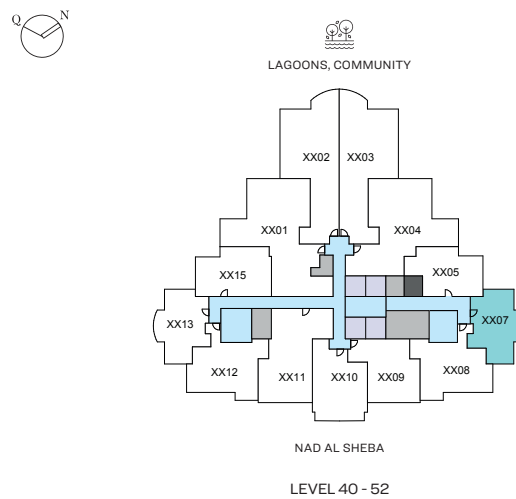 Q N
LAGOONS, COMMUNITY
XX02 XX03
XX01 XX04
XX15 XX05
XX13 XX07
XX12 XX11 XX10 XX09 XX08
NAD AL SHEBA
LEVEL 40 - 52